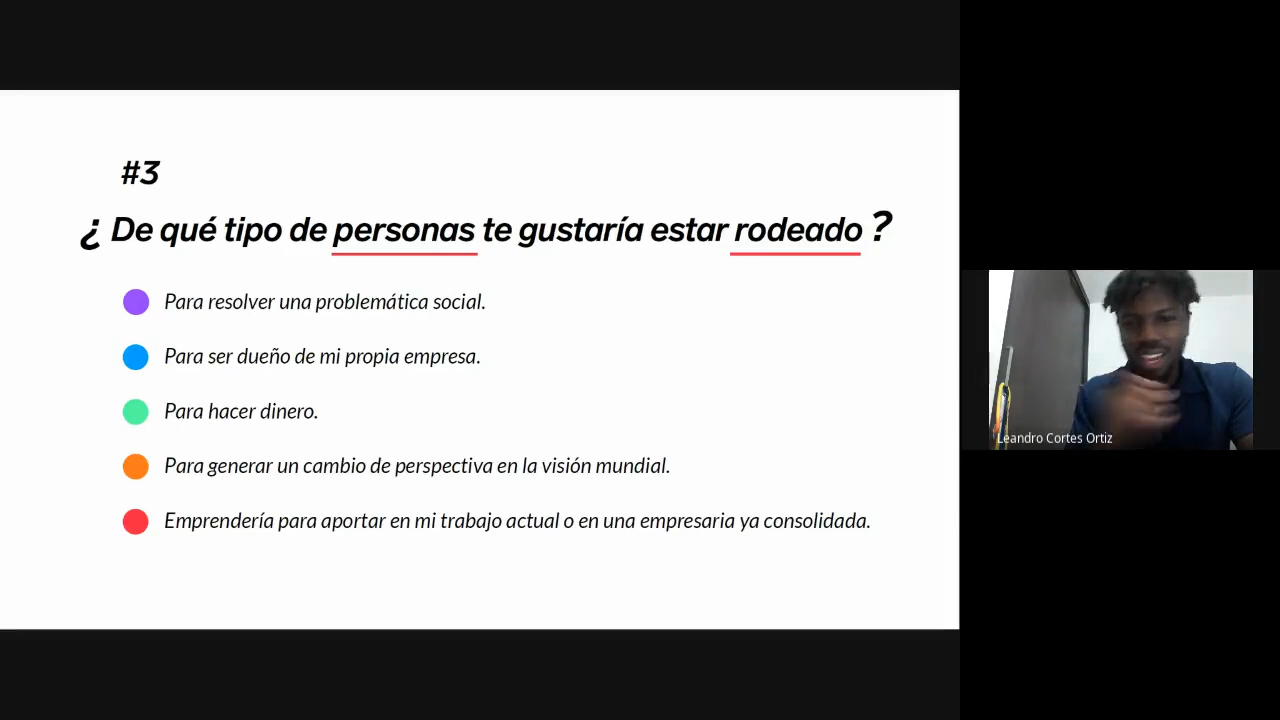 #3
¿ De qué tipo de personas te gustaría estar rodeado ?
Para resolver una problemática social.
Para ser dueño de mi propia empresa.
Para hacer dinero.
Para generar un cambio de perspectiva en la visión mundial.
Emprendería para aportar en mi trabajo actual o en una empresaria ya consolidada.
Leandro Cortes Ortiz